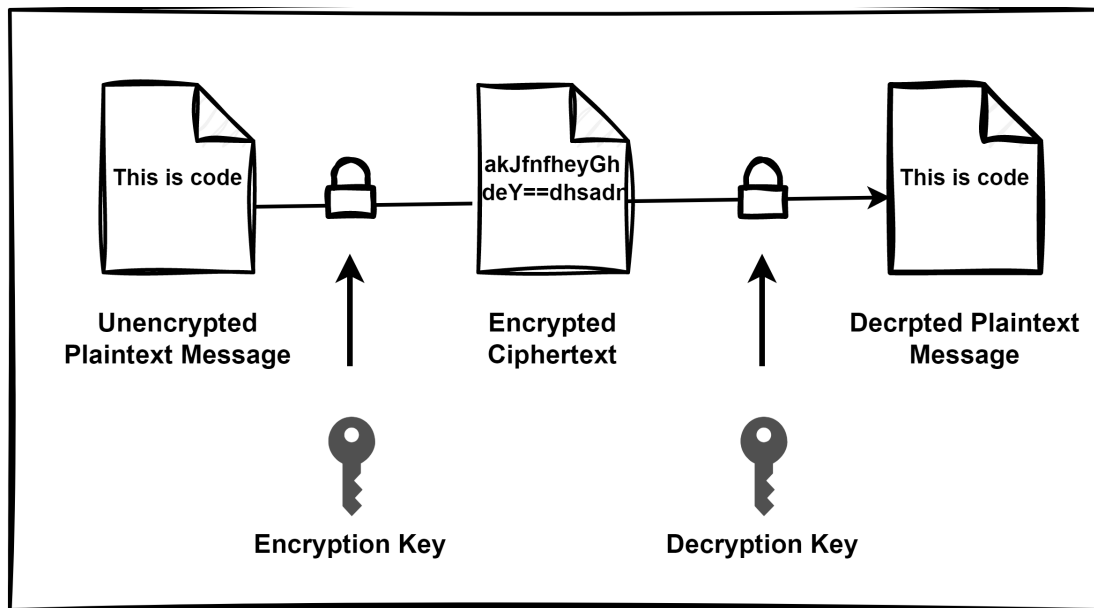 This is code
akJfnfheyGh
deY==dhsadr
This is code
Unencrypted
Plaintext Message
Encrypted
Ciphertext
Decrpted Plaintext
Message
Encryption Key
Decryption Key